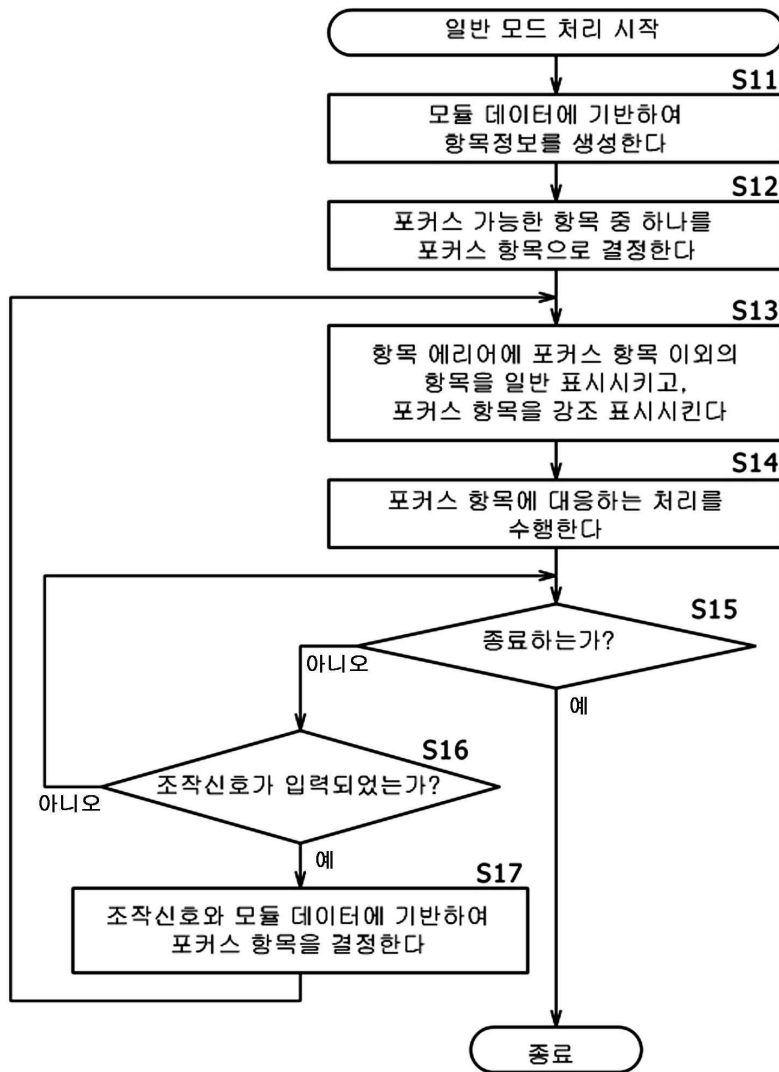 일반 모드 처리 시작
S11
모듈 데이터에 기반하여
항목정보를 생성한다
S12
포커스 가능한 항목 중 하나를
포커스 항목으로 결정한다
S13
항목 에리어에 포커스 항목 이외의
항목을 일반 표시시키고,
포커스 항목을 강조 표시시킨다
S14
포커스 항목에 대응하는 처리를
수행한다
S15
종료하는가?
아니오
예
S16
조작신호가 입력되었는가?
아니오
예
S17
조작신호와 모듈 데이터에 기반하여
포커스 항목을 결정한다
종료